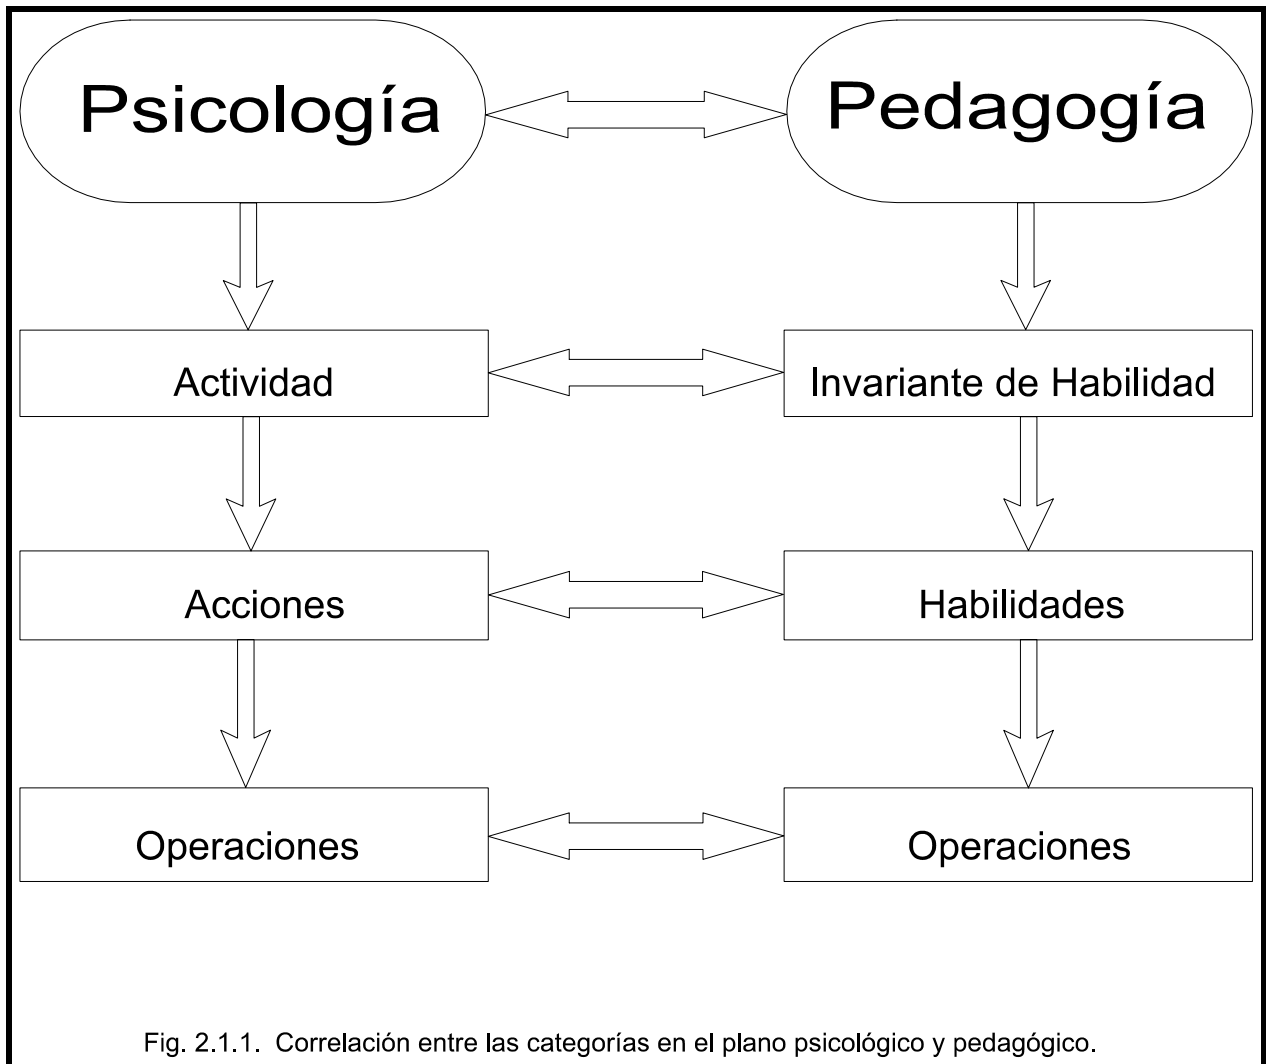 Psicología
Pedagogía
Actividad
Invariante de Habilidad
Acciones
Habilidades
Operaciones
Operaciones
Fig. 2.1.1. Correlación entre las categorías en el plano psicológico y pedagógico.